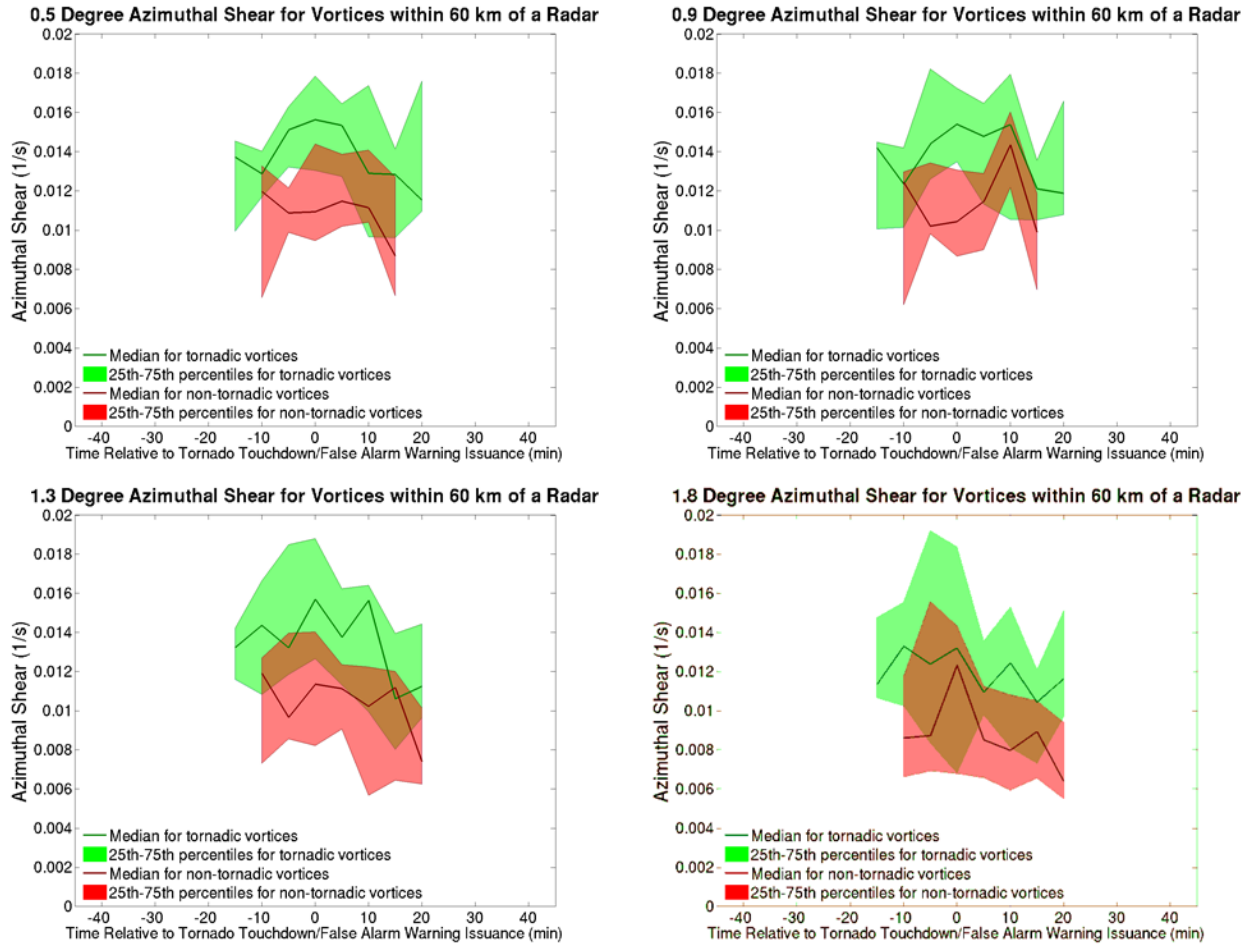 0.5 Degree Azimuthal Shear for Vortices within 60 km of a Radar
0.02
0.018
0.016
0.014
0.012
0.01
0.008
0.006
0.004
0.002
0
Azimuthal Shear (1/s)
Median for tornadic vortices
25th-75th percentiles for tornadic vortices
Median for non-tornadic vortices
25th-75th percentiles for non-tornadic vortices
-40 -30 -20 -10 0 10 20 30 40
Time Relative to Tornado Touchdown/False Alarm Warning Issuance (min)
0.9 Degree Azimuthal Shear for Vortices within 60 km of a Radar
0.02
0.018
0.016
0.014
0.012
0.01
0.008
0.006
0.004
0.002
0
Azimuthal Shear (1/s)
Median for tornadic vortices
25th-75th percentiles for tornadic vortices
Median for non-tornadic vortices
25th-75th percentiles for non-tornadic vortices
-40 -30 -20 -10 0 10 20 30 40
Time Relative to Tornado Touchdown/False Alarm Warning Issuance (min)
1.3 Degree Azimuthal Shear for Vortices within 60 km of a Radar
0.02
0.018
0.016
0.014
0.012
0.01
0.008
0.006
0.004
0.002
0
Azimuthal Shear (1/s)
Median for tornadic vortices
25th-75th percentiles for tornadic vortices
Median for non-tornadic vortices
25th-75th percentiles for non-tornadic vortices
-40 -30 -20 -10 0 10 20 30 40
Time Relative to Tornado Touchdown/False Alarm Warning Issuance (min)
1.8 Degree Azimuthal Shear for Vortices within 60 km of a Radar
0.02
0.018
0.016
0.014
0.012
0.01
0.008
0.006
0.004
0.002
0
Azimuthal Shear (1/s)
Median for tornadic vortices
25th-75th percentiles for tornadic vortices
Median for non-tornadic vortices
25th-75th percentiles for non-tornadic vortices
-40 -30 -20 -10 0 10 20 30 40
Time Relative to Tornado Touchdown/False Alarm Warning Issuance (min)